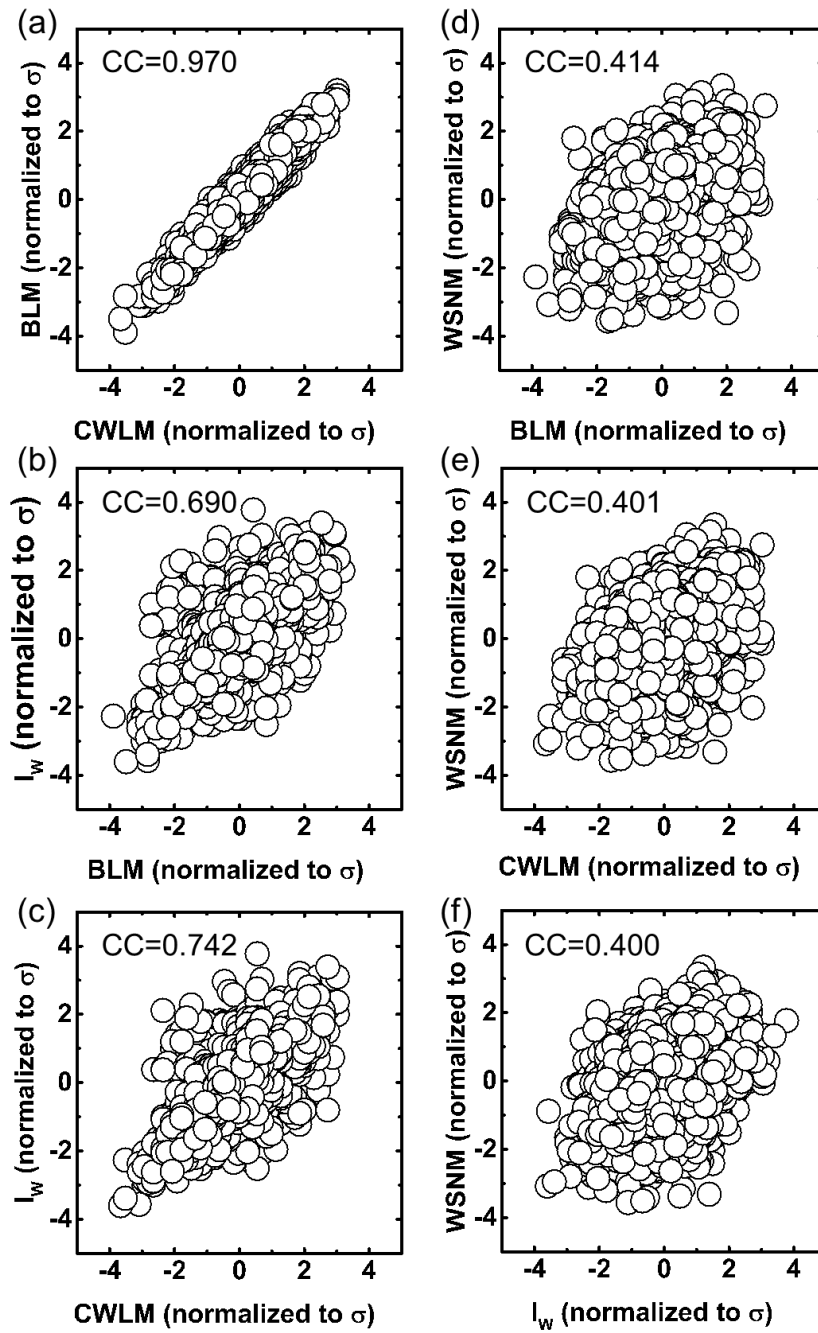 (a)
CC=0.970
BLM (normalized to σ)
4
2
0
-2
-4
-4 -2 0 2 4
CWLM (normalized to σ)
(d)
CC=0.414
WSNM (normalized to σ)
4
2
0
-2
-4
-4 -2 0 2 4
BLM (normalized to σ)
(b)
CC=0.690
I_W (normalized to σ)
4
2
0
-2
-4
-4 -2 0 2 4
BLM (normalized to σ)
(e)
CC=0.401
WSNM (normalized to σ)
4
2
0
-2
-4
-4 -2 0 2 4
CWLM (normalized to σ)
(c)
CC=0.742
I_W (normalized to σ)
4
2
0
-2
-4
-4 -2 0 2 4
CWLM (normalized to σ)
(f)
CC=0.400
WSNM (normalized to σ)
4
2
0
-2
-4
-4 -2 0 2 4
I_W (normalized to σ)